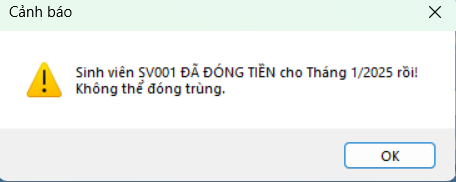 Cảnh báo
Sinh viên SV001 ĐÃ ĐÓNG TIỀN cho Tháng 1/2025 rồi!
Không thể đóng trùng.
OK